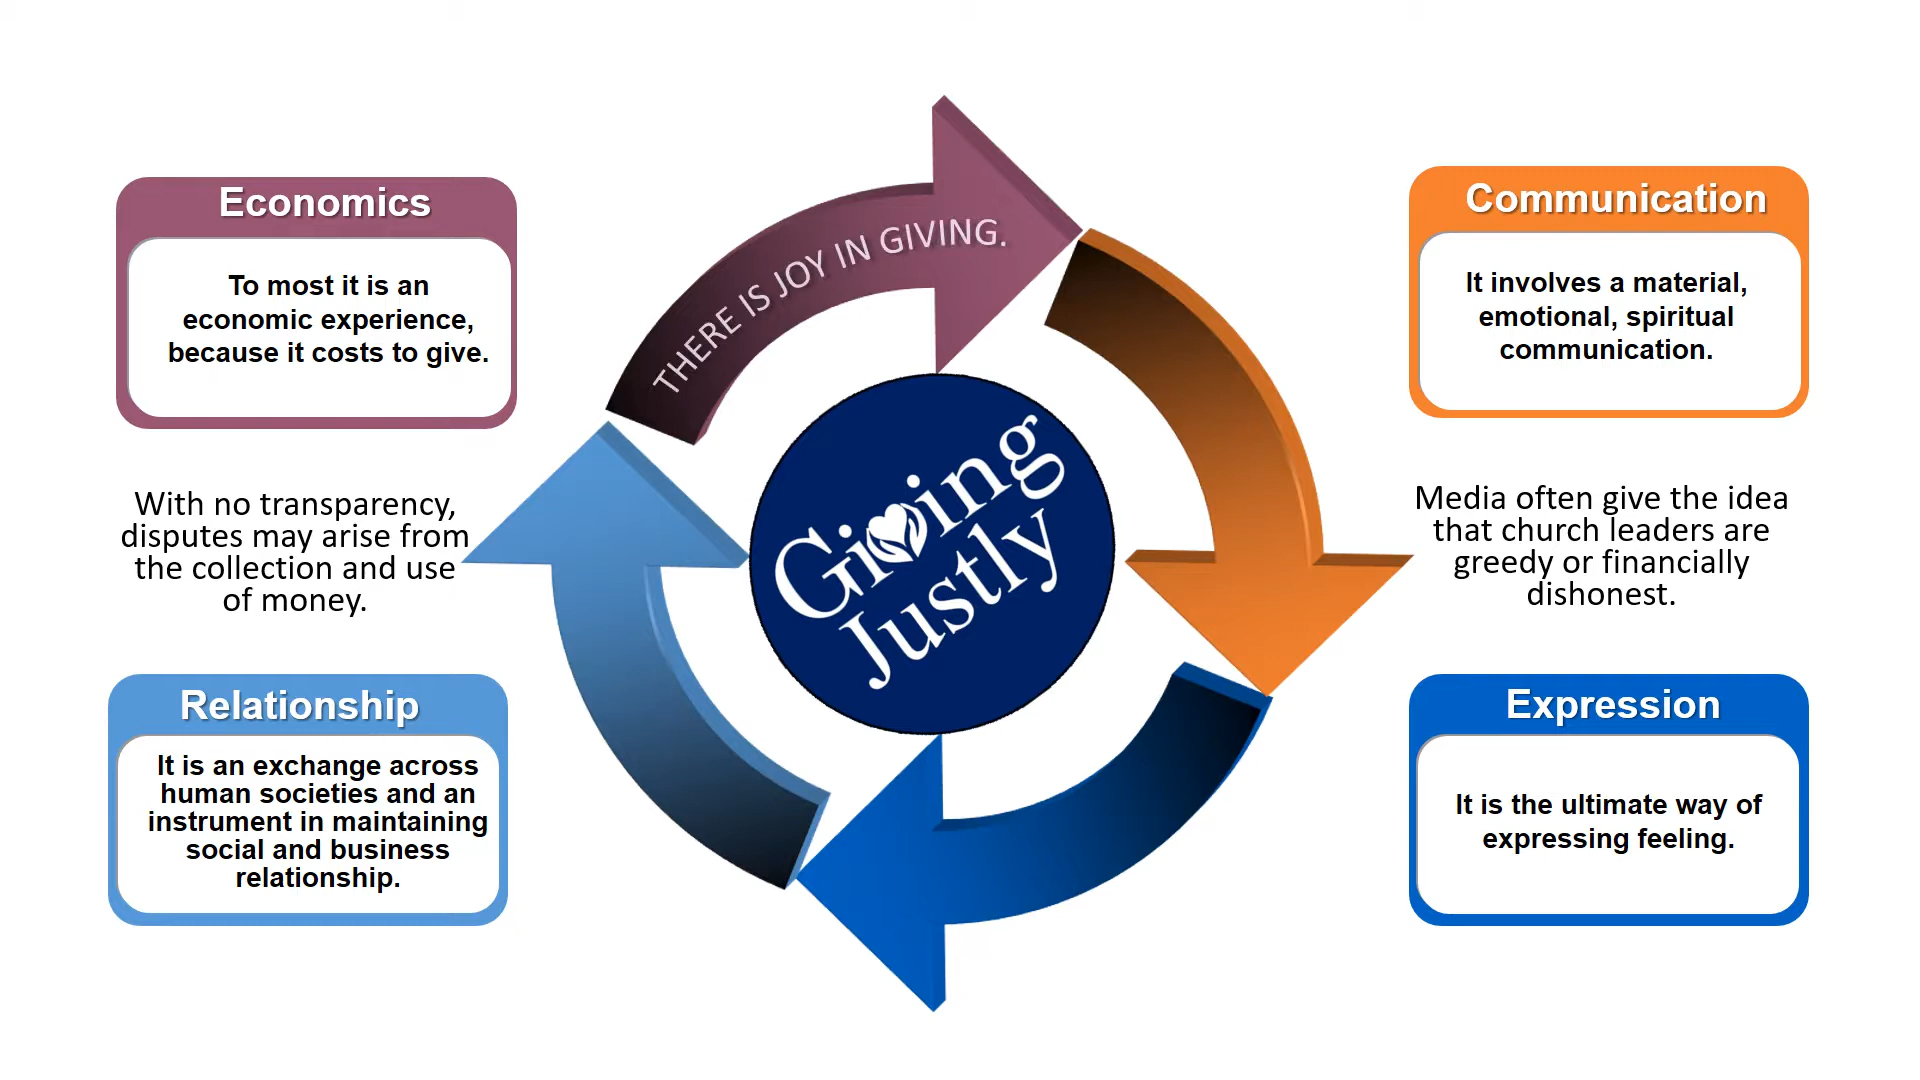 Economics
To most it is an
economic experience,
because it costs to give.
With no transparency,
disputes may arise from
the collection and use
of money.
Relationship
It is an exchange across
human societies and an
instrument in maintaining
social and business
relationship.
THERE IS JOY IN GIVING.
Giving
Justly
Communication
It involves a material,
emotional, spiritual
communication.
Media often give the idea
that church leaders are
greedy or financially
dishonest.
Expression
It is the ultimate way of
expressing feeling.